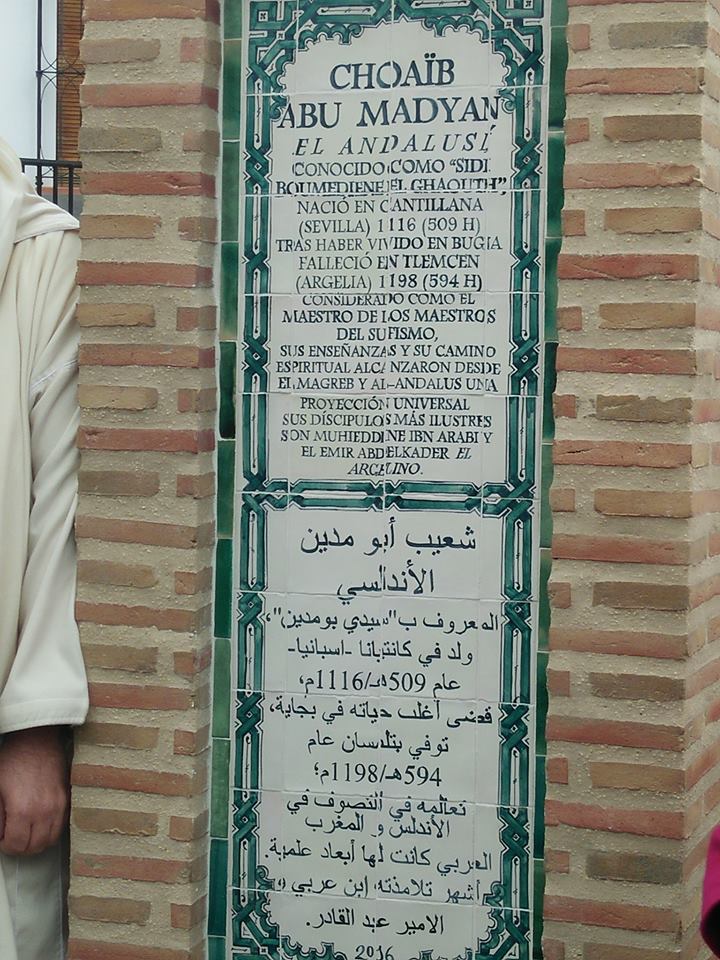 CHOAÏB
ABU MADYAN
EL ANDALUSÍ,
CONOCIDO COMO "SIDI
BOUMEDIENE EL GHAOUTH",
NACIÓ EN CANTILLANA
(SEVILLA) 1116 (509 H)
TRAS HABER VIVIDO EN BUGIA
FALLECIÓ EN TLEMCEN
(ARGELIA) 1198 (594 H)
CONSIDERADO COMO EL
MAESTRO DE LOS MAESTROS
DEL SUFISMO,
SUS ENSEÑANZAS Y SU CAMINO
ESPIRITUAL ALCANZARON DESDE
EL MAGREB Y AL-ANDALUS UNA
PROYECCIÓN UNIVERSAL
SUS DÍSCIPULOS MÁS ILUSTRES
SON MUHIEDDINE IBN ARABI Y
EL EMIR ABDELKADER EL
ARGELINO.
شعيب أبو مدين
الأندلسي
المعروف ب"سيدي بومدين"،
ولد في كانتيانا -اسبانيا-
عام 509هـ/1116م،
قضى أغلب حياته في بجاية،
توفي بتلمسان عام
594هـ/1198م؛
تعالمه في التصوف في
الأندلس و المغرب
العربي كانت لها أبعاد علمية.
أشهر تلامذته: ابن عربي و
الامير عبد القادر.
2016